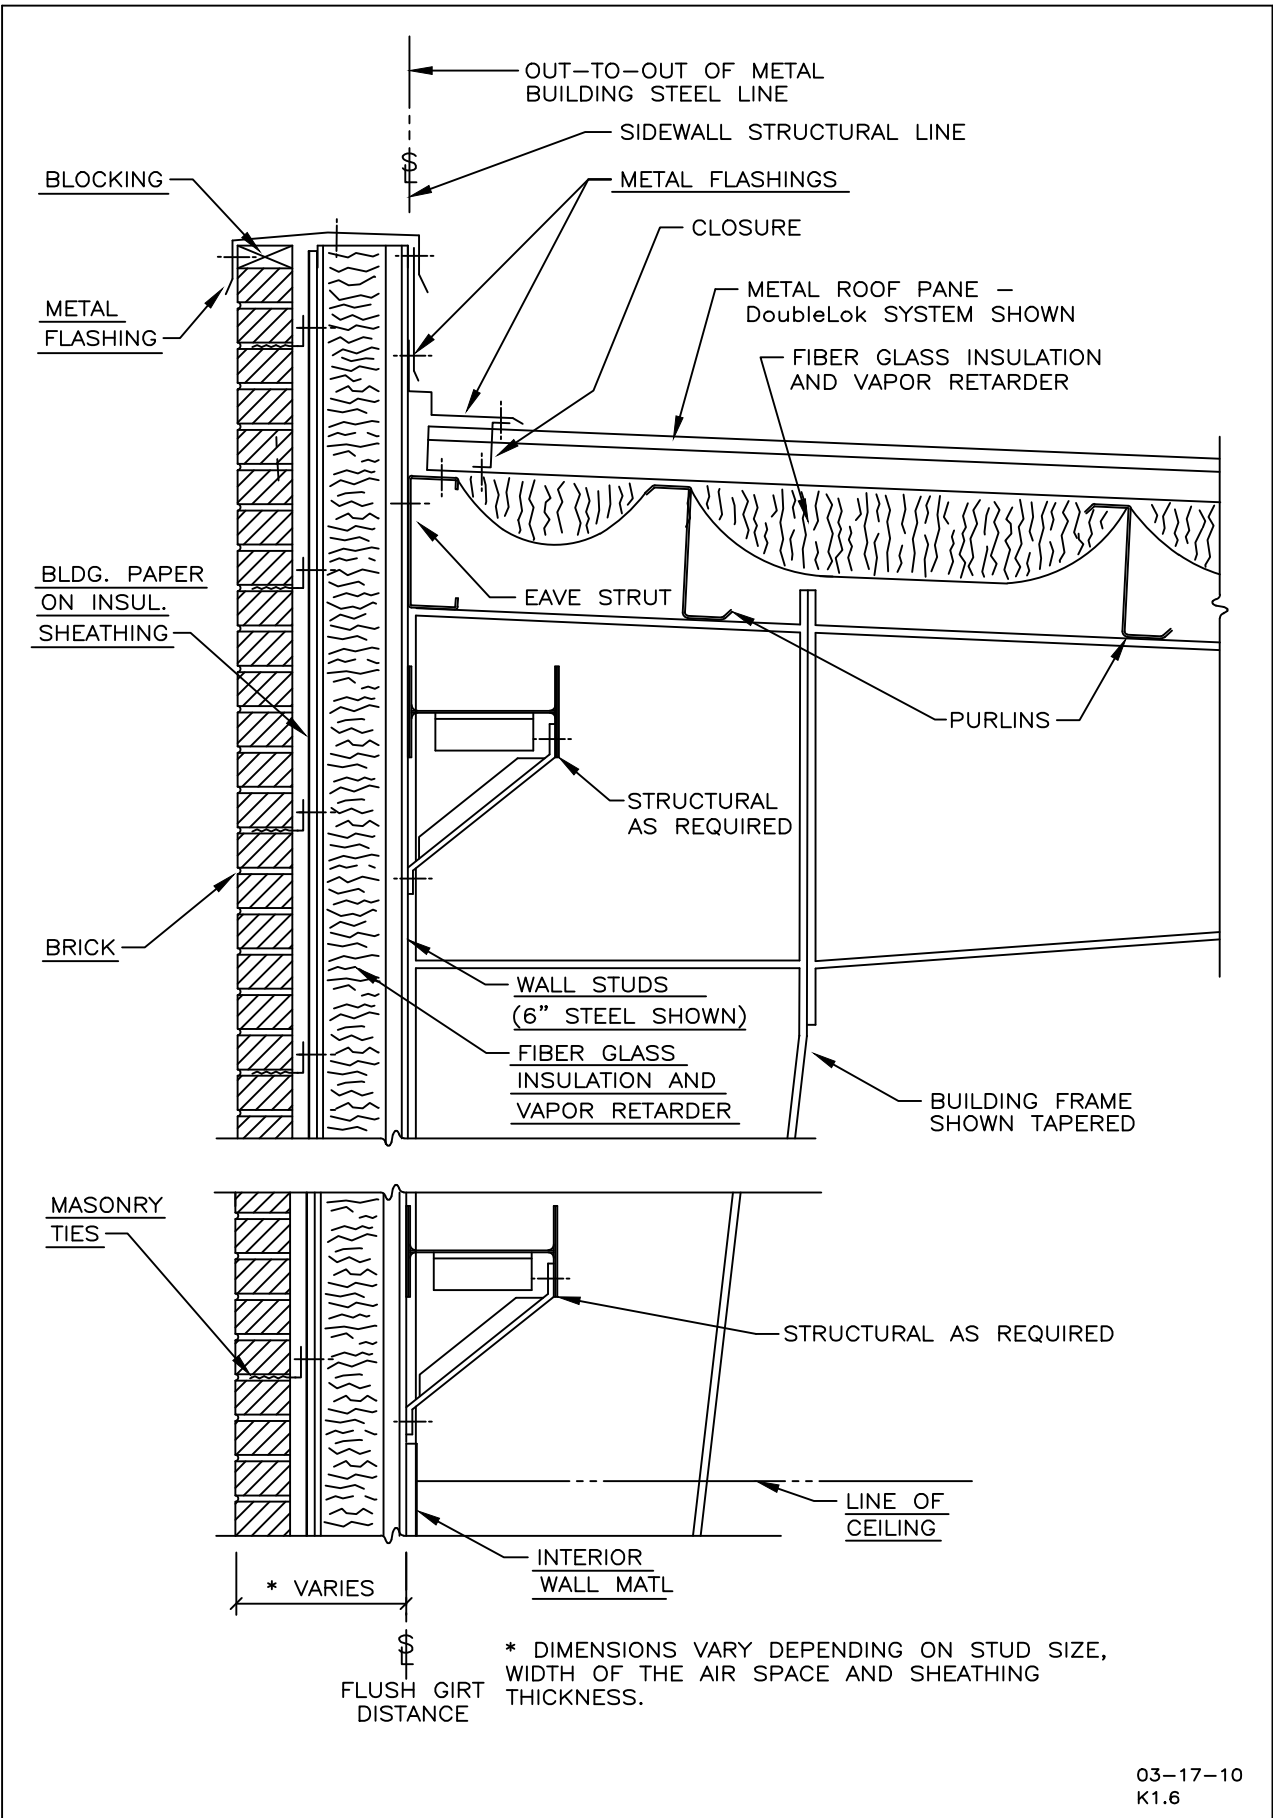 OUT-TO-OUT OF METAL
BUILDING STEEL LINE
SIDEWALL STRUCTURAL LINE
BLOCKING
METAL FLASHINGS
CLOSURE
METAL
FLASHING
METAL ROOF PANE -
DoubleLok SYSTEM SHOWN
FIBER GLASS INSULATION
AND VAPOR RETARDER
BLDG. PAPER
ON INSUL.
SHEATHING
EAVE STRUT
PURLINS
STRUCTURAL
AS REQUIRED
BRICK
WALL STUDS
(6" STEEL SHOWN)
FIBER GLASS
INSULATION AND
VAPOR RETARDER
BUILDING FRAME
SHOWN TAPERED
MASONRY
TIES
STRUCTURAL AS REQUIRED
LINE OF
CEILING
INTERIOR
WALL MATL
* VARIES
FLUSH GIRT
DISTANCE
* DIMENSIONS VARY DEPENDING ON STUD SIZE,
WIDTH OF THE AIR SPACE AND SHEATHING
THICKNESS.
03-17-10
K1.6